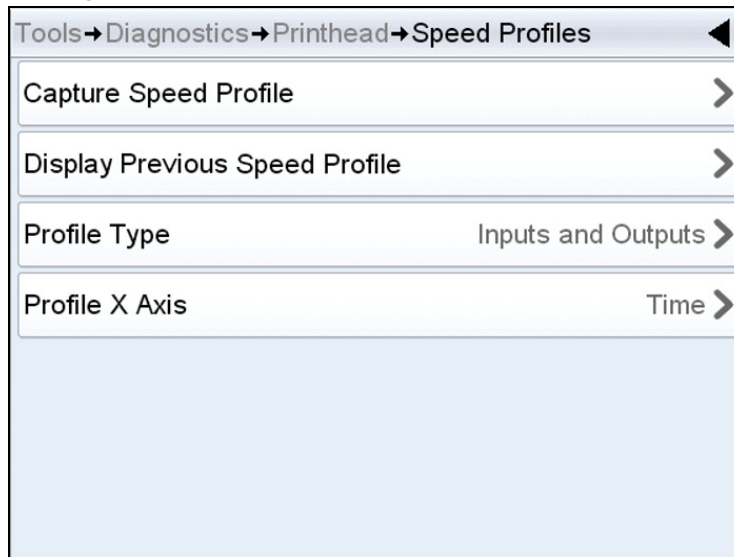 Tools→Diagnostics→Printhead→Speed Profiles
Capture Speed Profile
Display Previous Speed Profile
Profile Type Inputs and Outputs
Profile X Axis Time